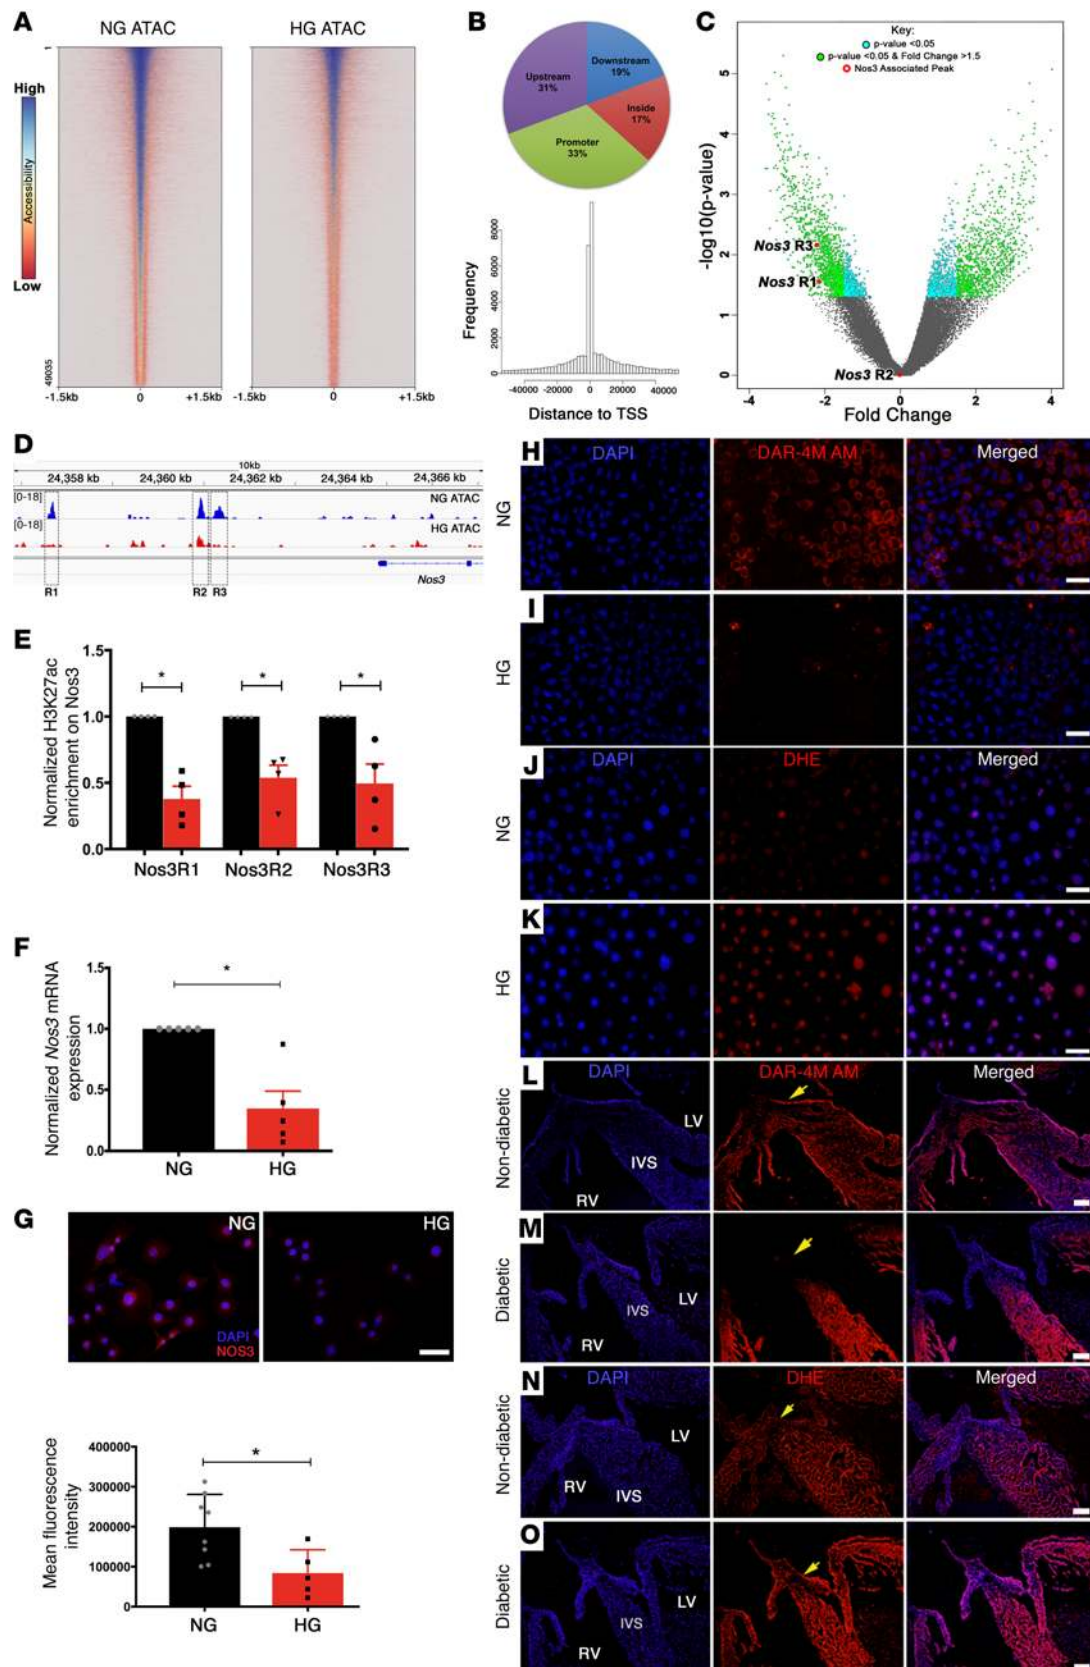 A
NG ATAC
HG ATAC
High
Accessibility
Low
1
49035
-1.5kb
0
+1.5kb
-1.5kb
0
+1.5kb
B
Upstream
31%
Downstream
19%
Inside
17%
Promoter
33%
Frequency
8000
6000
4000
2000
0
-40000
-20000
0
20000
40000
Distance to TSS
C
Key:
p-value <0.05
p-value <0.05 & Fold Change >1.5
Nos3 Associated Peak
-log10(p-value)
5
4
3
2
1
0
Nos3 R3
Nos3 R1
Nos3 R2
-4
-2
0
2
4
Fold Change
D
10kb
24,358 kb
24,360 kb
24,362 kb
24,364 kb
24,366 kb
[0-18]
NG ATAC
[0-18]
HG ATAC
Nos3
R1
R2
R3
E
Normalized H3K27ac
enrichment on Nos3
1.5
1.0
0.5
0.0
*
*
*
Nos3R1
Nos3R2
Nos3R3
F
Normalized Nos3 mRNA
expression
1.5
1.0
0.5
0.0
*
NG
HG
G
NG
HG
DAPI
NOS3
Mean fluorescence
intensity
400000
300000
200000
100000
0
*
NG
HG
H
NG
DAPI
DAR-4M AM
Merged
I
HG
J
NG
DAPI
DHE
Merged
K
HG
L
Non-diabetic
DAPI
DAR-4M AM
Merged
LV
IVS
RV
M
Diabetic
IVS
LV
RV
N
Non-diabetic
DAPI
DHE
Merged
LV
RV
IVS
O
Diabetic
LV
IVS
RV